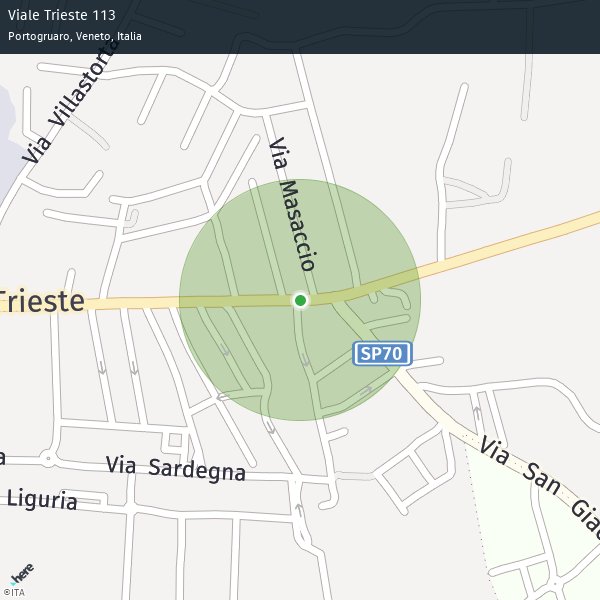 Viale Trieste 113
Portogruaro, Veneto, Italia
Via Villastorta
Via Masaccio
Trieste
SP70
Via Sardegna
a
Liguria
Via San Giac
here
©ITA